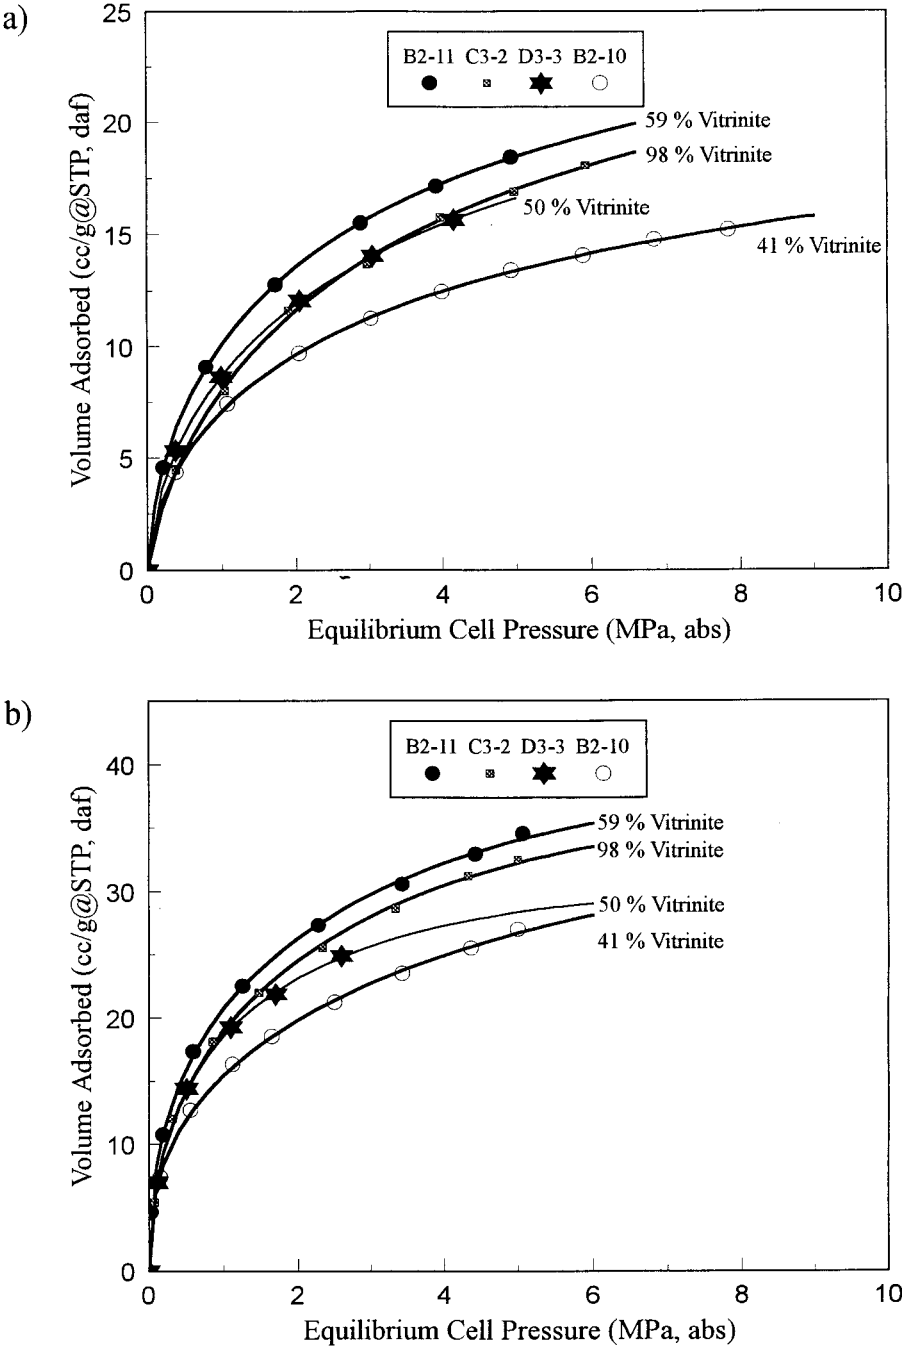 a)
25
20
15
10
5
0
Volume Adsorbed (cc/g@STP, daf)
B2-11 C3-2 D3-3 B2-10
59 % Vitrinite
98 % Vitrinite
50 % Vitrinite
41 % Vitrinite
0 2 4 6 8 10
Equilibrium Cell Pressure (MPa, abs)
b)
40
30
20
10
0
Volume Adsorbed (cc/g@STP, daf)
B2-11 C3-2 D3-3 B2-10
59 % Vitrinite
98 % Vitrinite
50 % Vitrinite
41 % Vitrinite
0 2 4 6 8 10
Equilibrium Cell Pressure (MPa, abs)